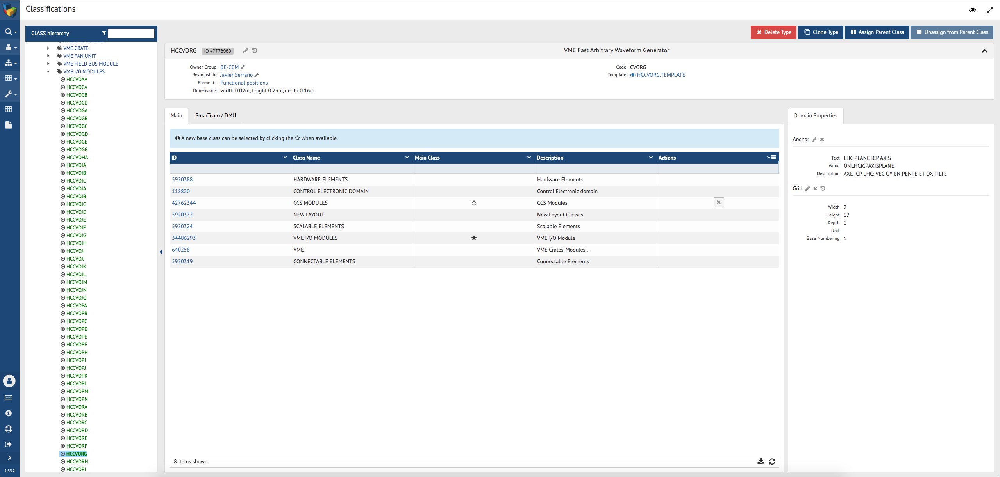 Classifications
CLASS hierarchy
VME CRATE
VME FAN UNIT
VME FIELD BUS MODULE
VME I/O MODULES
HCCVOAA
HCCVOCA
HCCVOCB
HCCVOCD
HCCVOGA
HCCVOGB
HCCVOGC
HCCVOGD
HCCVOGE
HCCVOGG
HCCVOHA
HCCVOIA
HCCVOIB
HCCVOIC
HCCVOJA
HCCVOJB
HCCVOJC
HCCVOJD
HCCVOJE
HCCVOJF
HCCVOJG
HCCVOJH
HCCVOJI
HCCVOJJ
HCCVOJK
HCCVOJL
HCCVOJM
HCCVOJN
HCCVOJO
HCCVOPA
HCCVOPB
HCCVOPC
HCCVOPD
HCCVOPE
HCCVOPF
HCCVOPH
HCCVOPI
HCCVOPJ
HCCVOPK
HCCVOPL
HCCVOPM
HCCVOPN
HCCVORA
HCCVORB
HCCVORC
HCCVORD
HCCVORE
HCCVORF
HCCVORG
HCCVORH
HCCVORI
1.35.2
Delete Type Clone Type Assign Parent Class Unassign from Parent Class
HCCVORG ID 47778950 VME Fast Arbitrary Waveform Generator
Owner Group BE-CEM Code CVORG
Responsible Javier Serrano Template HCCVORG.TEMPLATE
Elements Functional positions
Dimensions width 0.02m, height 0.23m, depth 0.16m
Main SmarTeam / DMU
A new base class can be selected by clicking the ☆ when available.
ID Class Name Main Class Description Actions
5920388 HARDWARE ELEMENTS Hardware Elements
118820 CONTROL ELECTRONIC DOMAIN Control Electronic domain
42762344 CCS MODULES ☆ CCS Modules
5920372 NEW LAYOUT New Layout Classes
5920324 SCALABLE ELEMENTS Scalable Elements
34486293 VME I/O MODULES ★ VME I/O Module
640258 VME VME Crates, Modules...
5920319 CONNECTABLE ELEMENTS Connectable Elements
8 items shown
Domain Properties
Anchor
Text LHC PLANE ICP AXIS
Value ONLHCICPAXISPLANE
Description AXE ICP LHC: VEC OY EN PENTE ET OX TILTE
Grid
Width 2
Height 17
Depth 1
Unit
Base Numbering 1